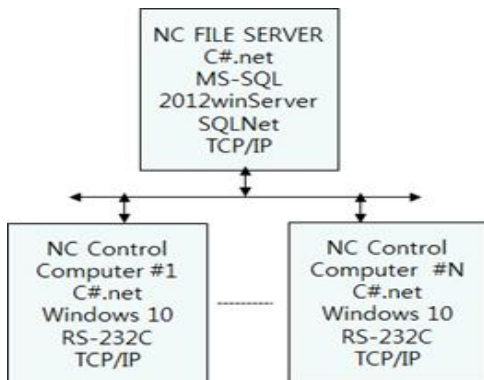 NC FILE SERVER
C#.net
MS-SQL
2012winServer
SQLNet
TCP/IP
NC Control
Computer #1
C#.net
Windows 10
RS-232C
TCP/IP
NC Control
Computer #N
C#.net
Windows 10
RS-232C
TCP/IP